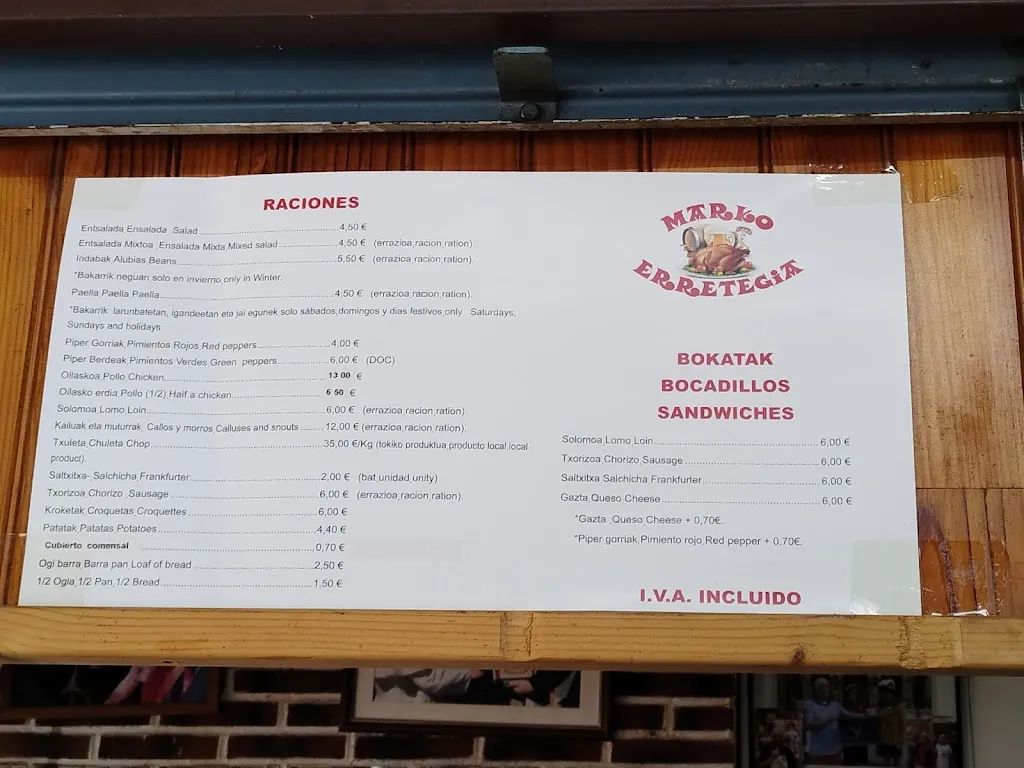 RACIONES
Entsalada,Ensalada Salad..............................4,50 €
Entsalada Mixtoa ,Ensalada Mixta,Mixed salad...............4,50 € (errazioa,racion ration).
Indabak,Alubias,Beans........................................5,50 € (errazioa,racion ration).
*Bakarrik neguan solo en invierno only in Winter.
Paella Paella Paella...........................................4,50 € (errazioa,racion ration).
*Bakarrik larunbatetan, igandeetan eta jai egunek,solo sábados,domingos y dias festivos only Saturdays,
Sundays and holidays.
Piper Gorriak,Pimientos Rojos,Red peppers...................4,00 €
Piper Berdeak,Pimientos Verdes,Green peppers.............6,00 € (DOC)
Oilaskoa,Pollo,Chicken........................................13 00 €
Oilasko erdia,Pollo (1/2) Half a chicken.......................6 50 €
Solomoa,Lomo,Loin...........................................6,00 € (errazioa,racion ration).
Kailuak eta muturrak, Callos y morros,Calluses and snouts........12,00 € (errazioa,racion ration).
Txuleta,Chuleta,Chop.........................................35,00 €/Kg (tokiko produktua,producto local,local
product).
Saltxitxa- Salchicha Frankfurter................................2,00 € (bat unidad unity)
Txorizoa,Chorizo ,Sausage....................................6,00 € (errazioa,racion ration).
Kroketak,Croquetas,Croquettes................................6,00 €
Patatak,Patatas,Potatoes......................................4,40 €
Cubierto comensal ..........................................0,70 €
Ogi barra,Barra pan,Loaf of bread..............................2,50 €
1/2 Ogia,1/2 Pan,1/2 Bread....................................1,50 €
MARKO
ERRETEGIA
BOKATAK
BOCADILLOS
SANDWICHES
Solomoa,Lomo,Loin...........................................6,00 €
Txorizoa,Chorizo,Sausage....................................6,00 €
Saltxitxa,Salchicha Frankfurter................................6,00 €
Gazta,Queso,Cheese.........................................6,00 €
*Gazta ,Queso,Cheese + 0,70€.
*Piper gorriak,Pimiento rojo,Red pepper + 0,70€.
I.V.A. INCLUIDO